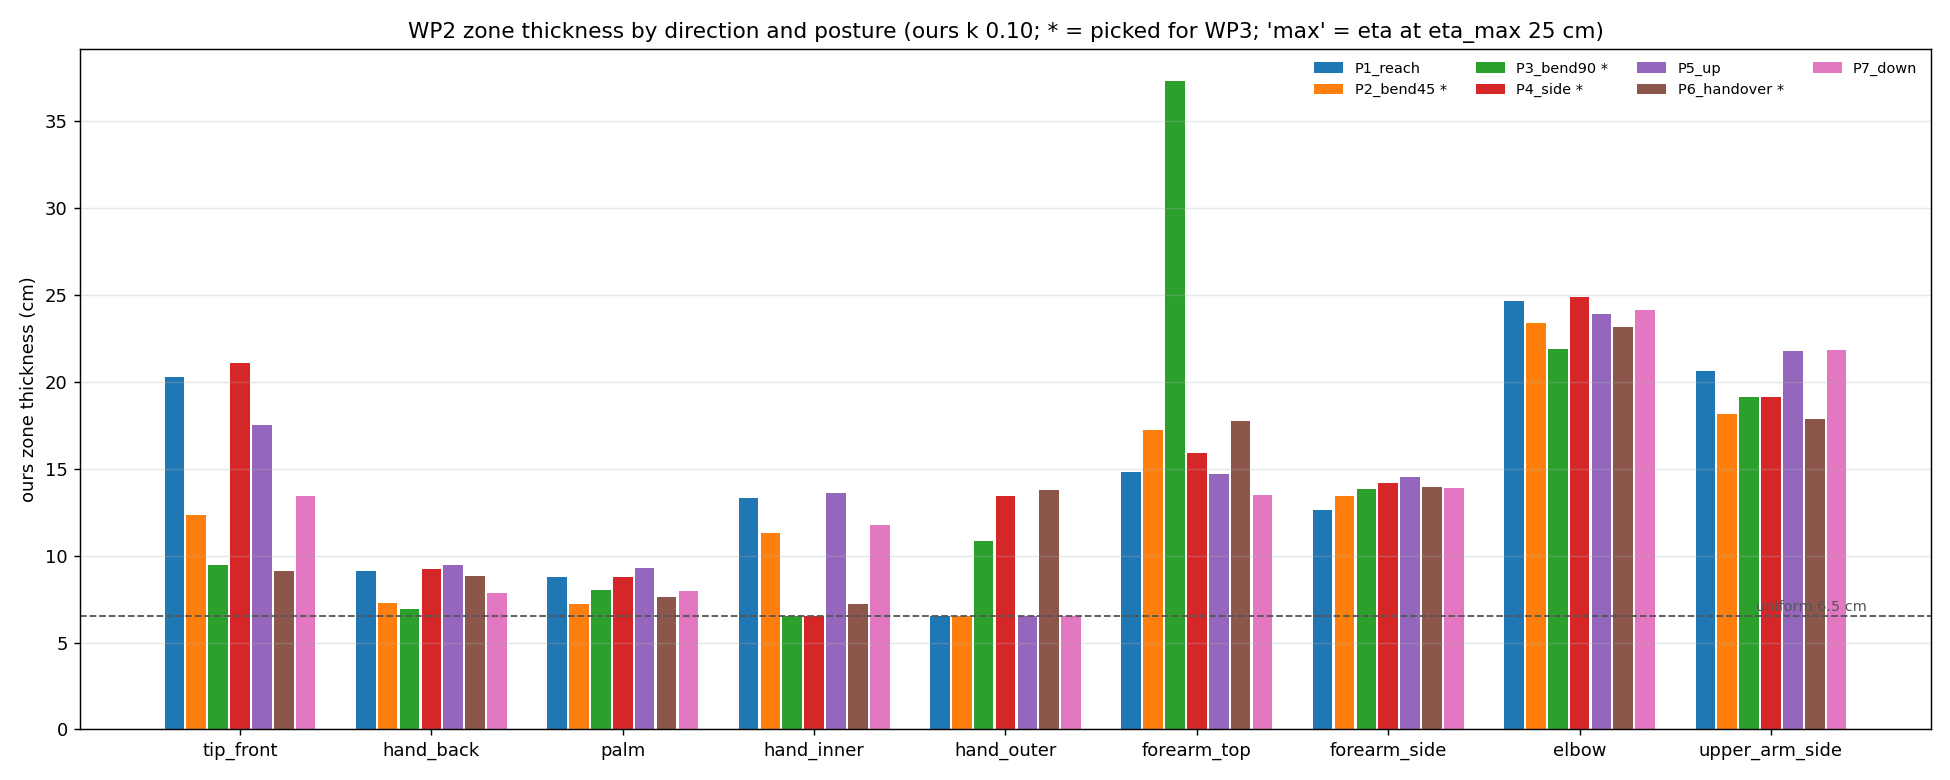 WP2 zone thickness by direction and posture (ours k 0.10; * = picked for WP3; 'max' = eta at eta_max 25 cm)
P1_reach
P2_bend45 *
P3_bend90 *
P4_side *
P5_up
P6_handover *
P7_down
ours zone thickness (cm)
35
30
25
20
15
10
5
0
uniform 6.5 cm
tip_front
hand_back
palm
hand_inner
hand_outer
forearm_top
forearm_side
elbow
upper_arm_side